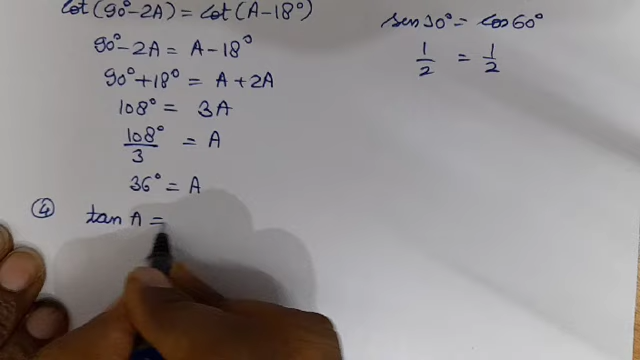 Cot(90°-2A) = Cot(A-18°)
90°-2A = A-18°
90°+18° = A+2A
108° = 3A
108°/3 = A
36° = A
④ tan A =
sen 30° = cos 60°
1/2 = 1/2